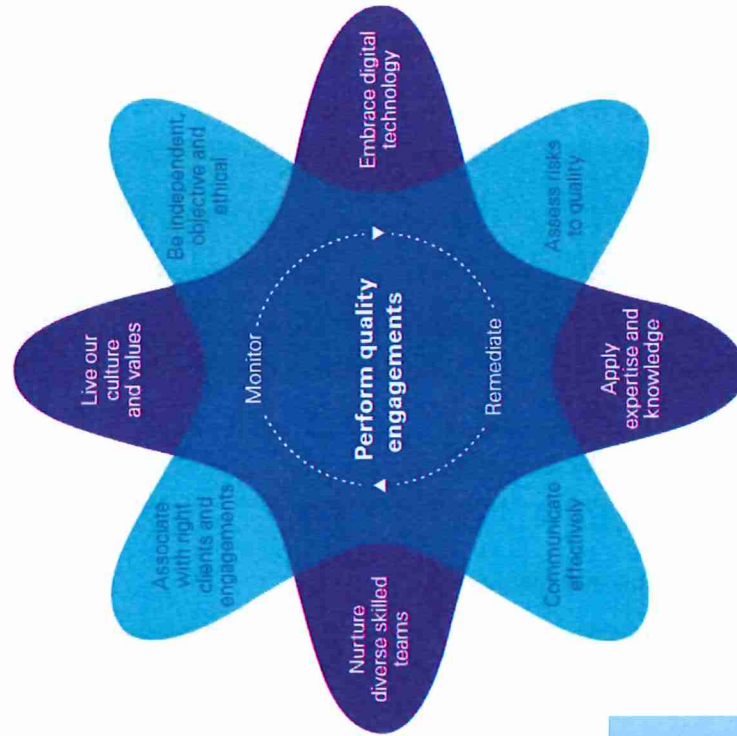 Live our
culture
and values
Associate
with right
clients and
engagements
Be independent,
objective and
ethical
Monitor
Nurture
diverse skilled
teams
Perform quality
engagements
Embrace digital
technology
Remediate
Communicate
effectively
Assess risks
to quality
Apply
expertise and
knowledge